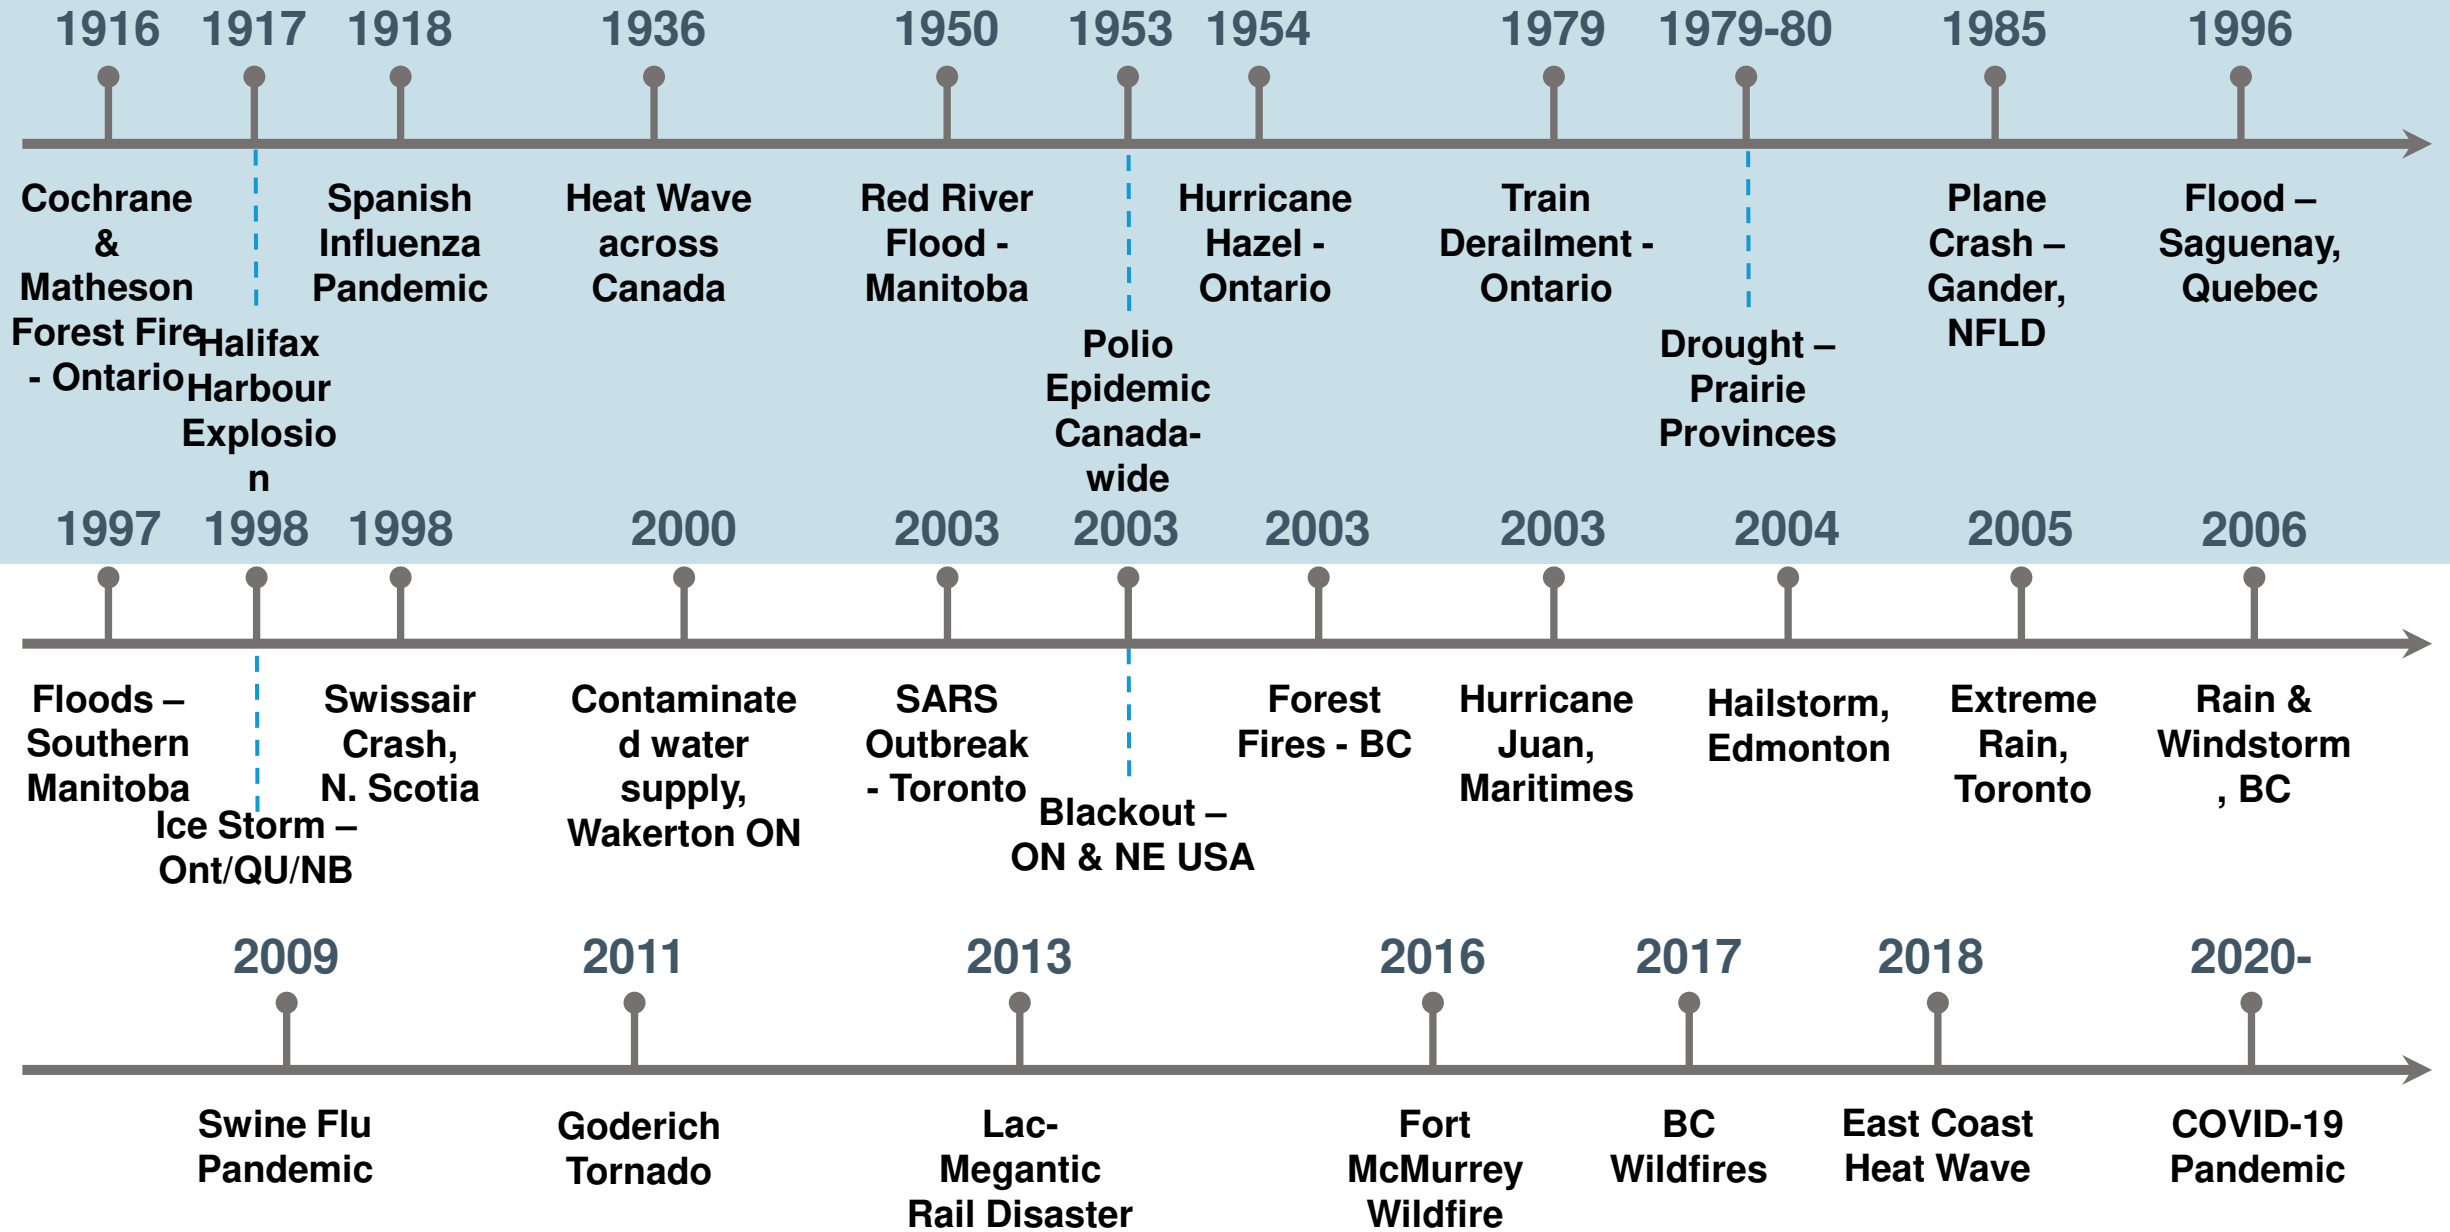 1916 1917 1918 1936 1950 1953 1954 1979 1979-80 1985 1996
Cochrane
&
Matheson
Forest Fire
- Ontario
Halifax
Harbour
Explosio
n
Spanish
Influenza
Pandemic
Heat Wave
across
Canada
Red River
Flood -
Manitoba
Polio
Epidemic
Canada-
wide
Hurricane
Hazel -
Ontario
Train
Derailment -
Ontario
Drought –
Prairie
Provinces
Plane
Crash –
Gander,
NFLD
Flood –
Saguenay,
Quebec
1997 1998 1998 2000 2003 2003 2003 2003 2004 2005 2006
Floods –
Southern
Manitoba
Ice Storm –
Ont/QU/NB
Swissair
Crash,
N. Scotia
Contaminate
d water
supply,
Wakerton ON
SARS
Outbreak
- Toronto
Blackout –
ON & NE USA
Forest
Fires - BC
Hurricane
Juan,
Maritimes
Hailstorm,
Edmonton
Extreme
Rain,
Toronto
Rain &
Windstorm
, BC
2009 2011 2013 2016 2017 2018 2020-
Swine Flu
Pandemic
Goderich
Tornado
Lac-
Megantic
Rail Disaster
Fort
McMurrey
Wildfire
BC
Wildfires
East Coast
Heat Wave
COVID-19
Pandemic